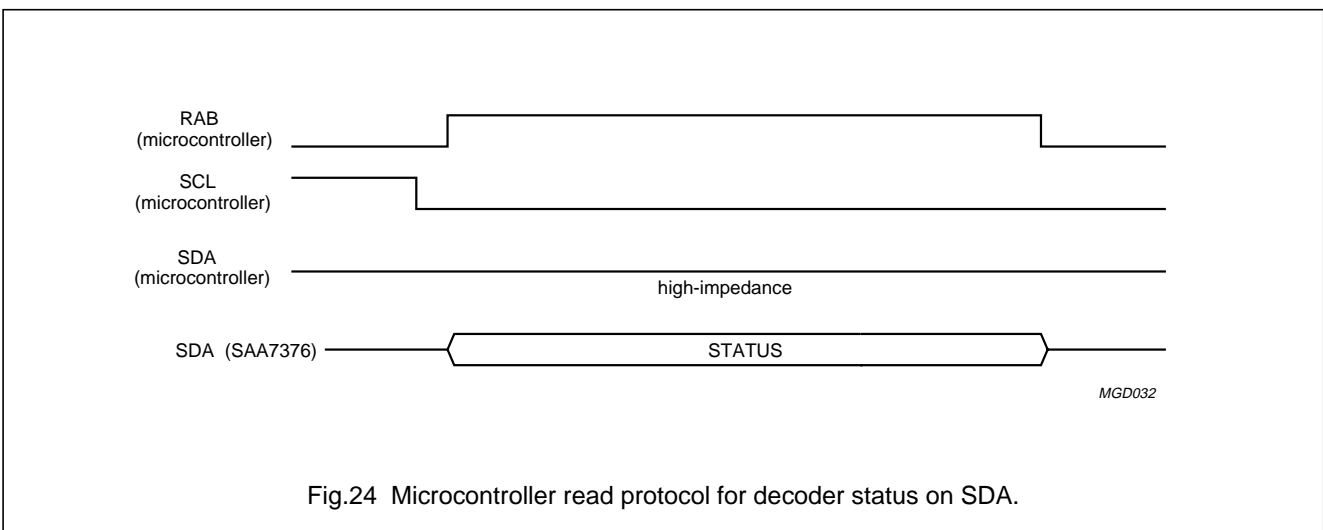 RAB
(microcontroller)
SCL
(microcontroller)
SDA
(microcontroller)
high-impedance
SDA (SAA7376)
STATUS
MGD032
Fig.24 Microcontroller read protocol for decoder status on SDA.